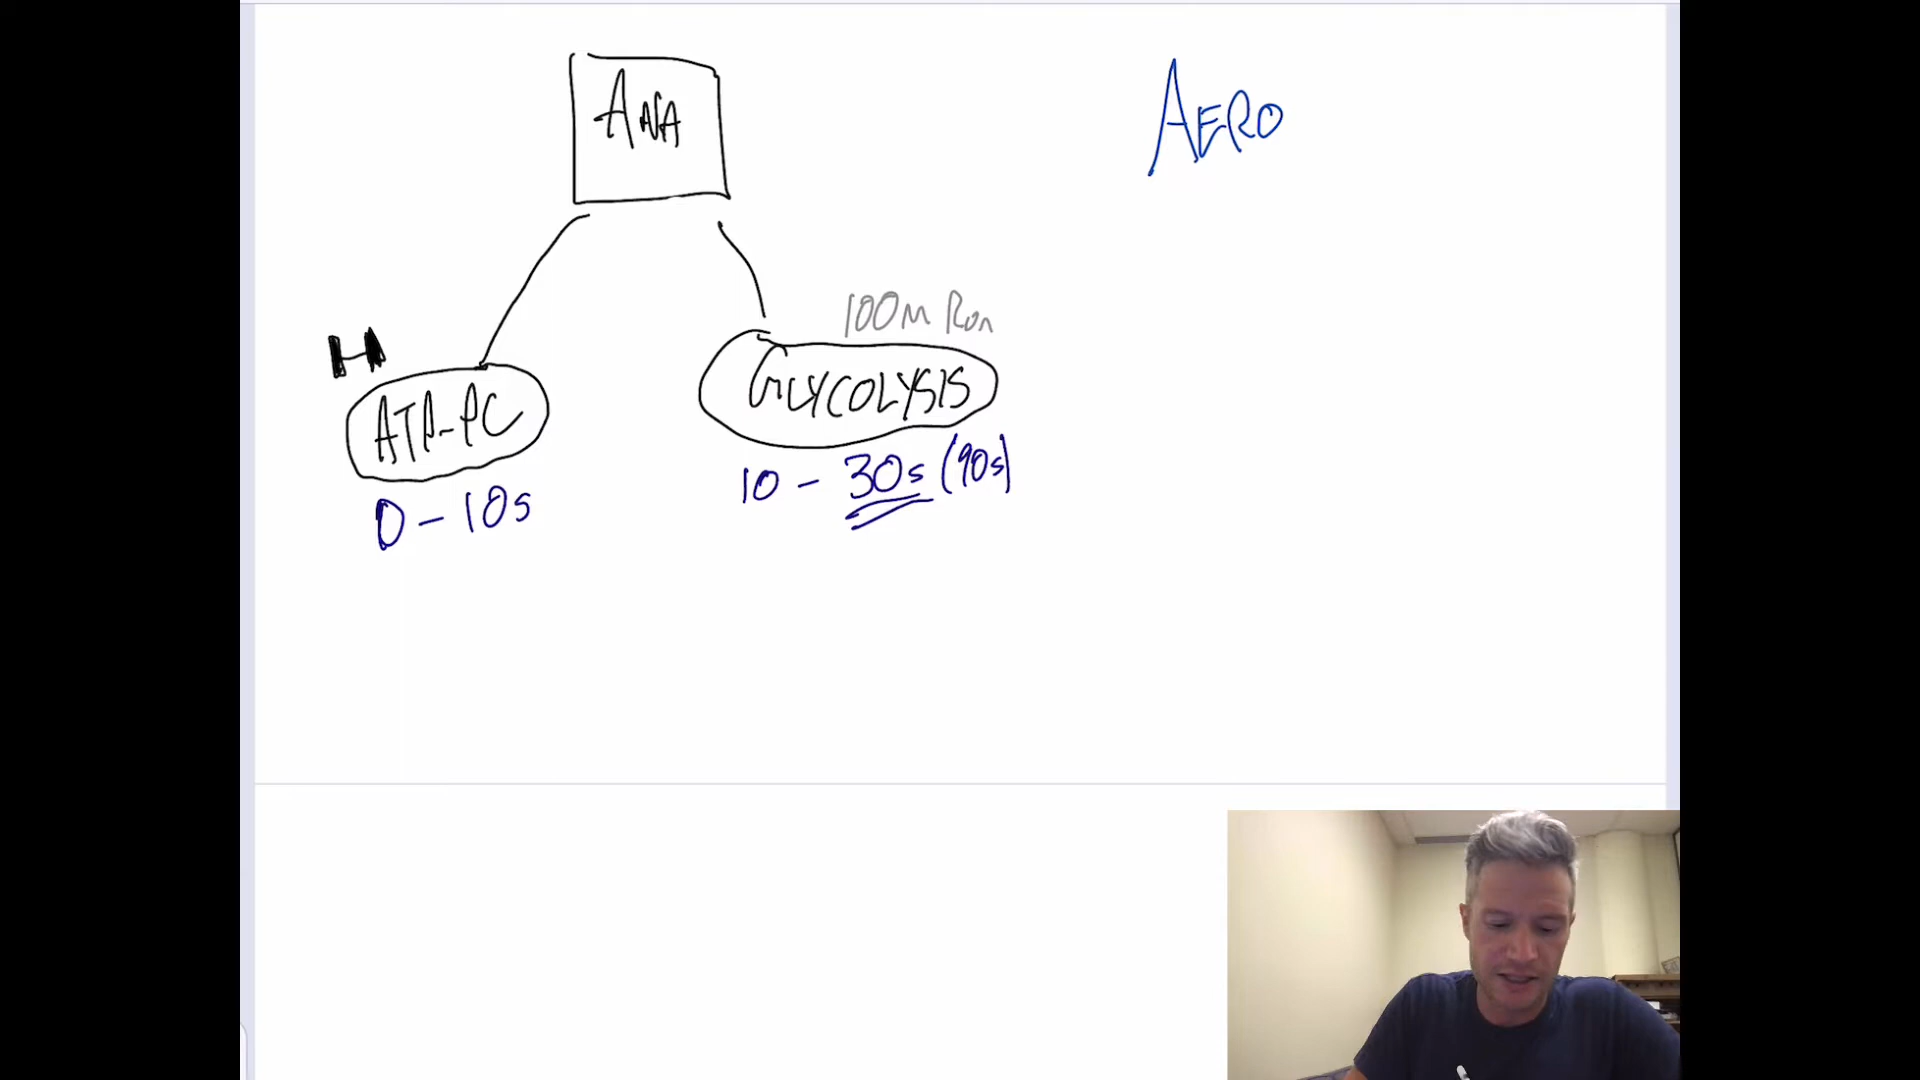 ANA
AERO
100m Run
ATP-PC
GLYCOLYSIS
0-10s
10-30s (90s)